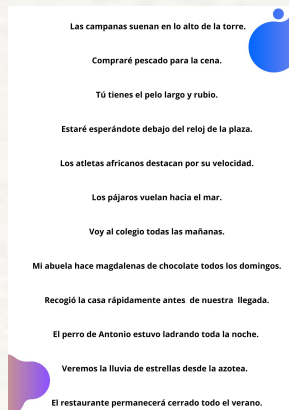 Las campanas suenan en lo alto de la torre.
Compraré pescado para la cena.
Tú tienes el pelo largo y rubio.
Estaré esperándote debajo del reloj de la plaza.
Los atletas africanos destacan por su velocidad.
Los pájaros vuelan hacia el mar.
Voy al colegio todas las mañanas.
Mi abuela hace magdalenas de chocolate todos los domingos.
Recogió la casa rápidamente antes de nuestra llegada.
El perro de Antonio estuvo ladrando toda la noche.
Veremos la lluvia de estrellas desde la azotea.
El restaurante permanecerá cerrado todo el verano.